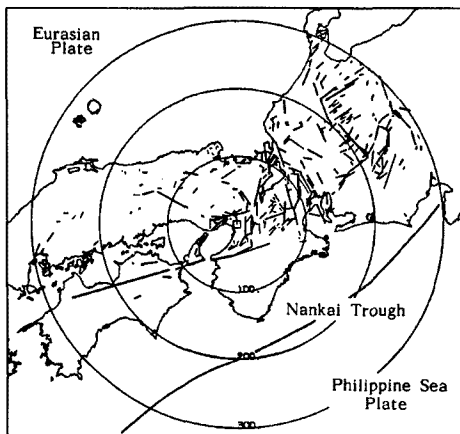 Eurasian
Plate
100.
Nankai Trough
200.
Philippine Sea
Plate
300.